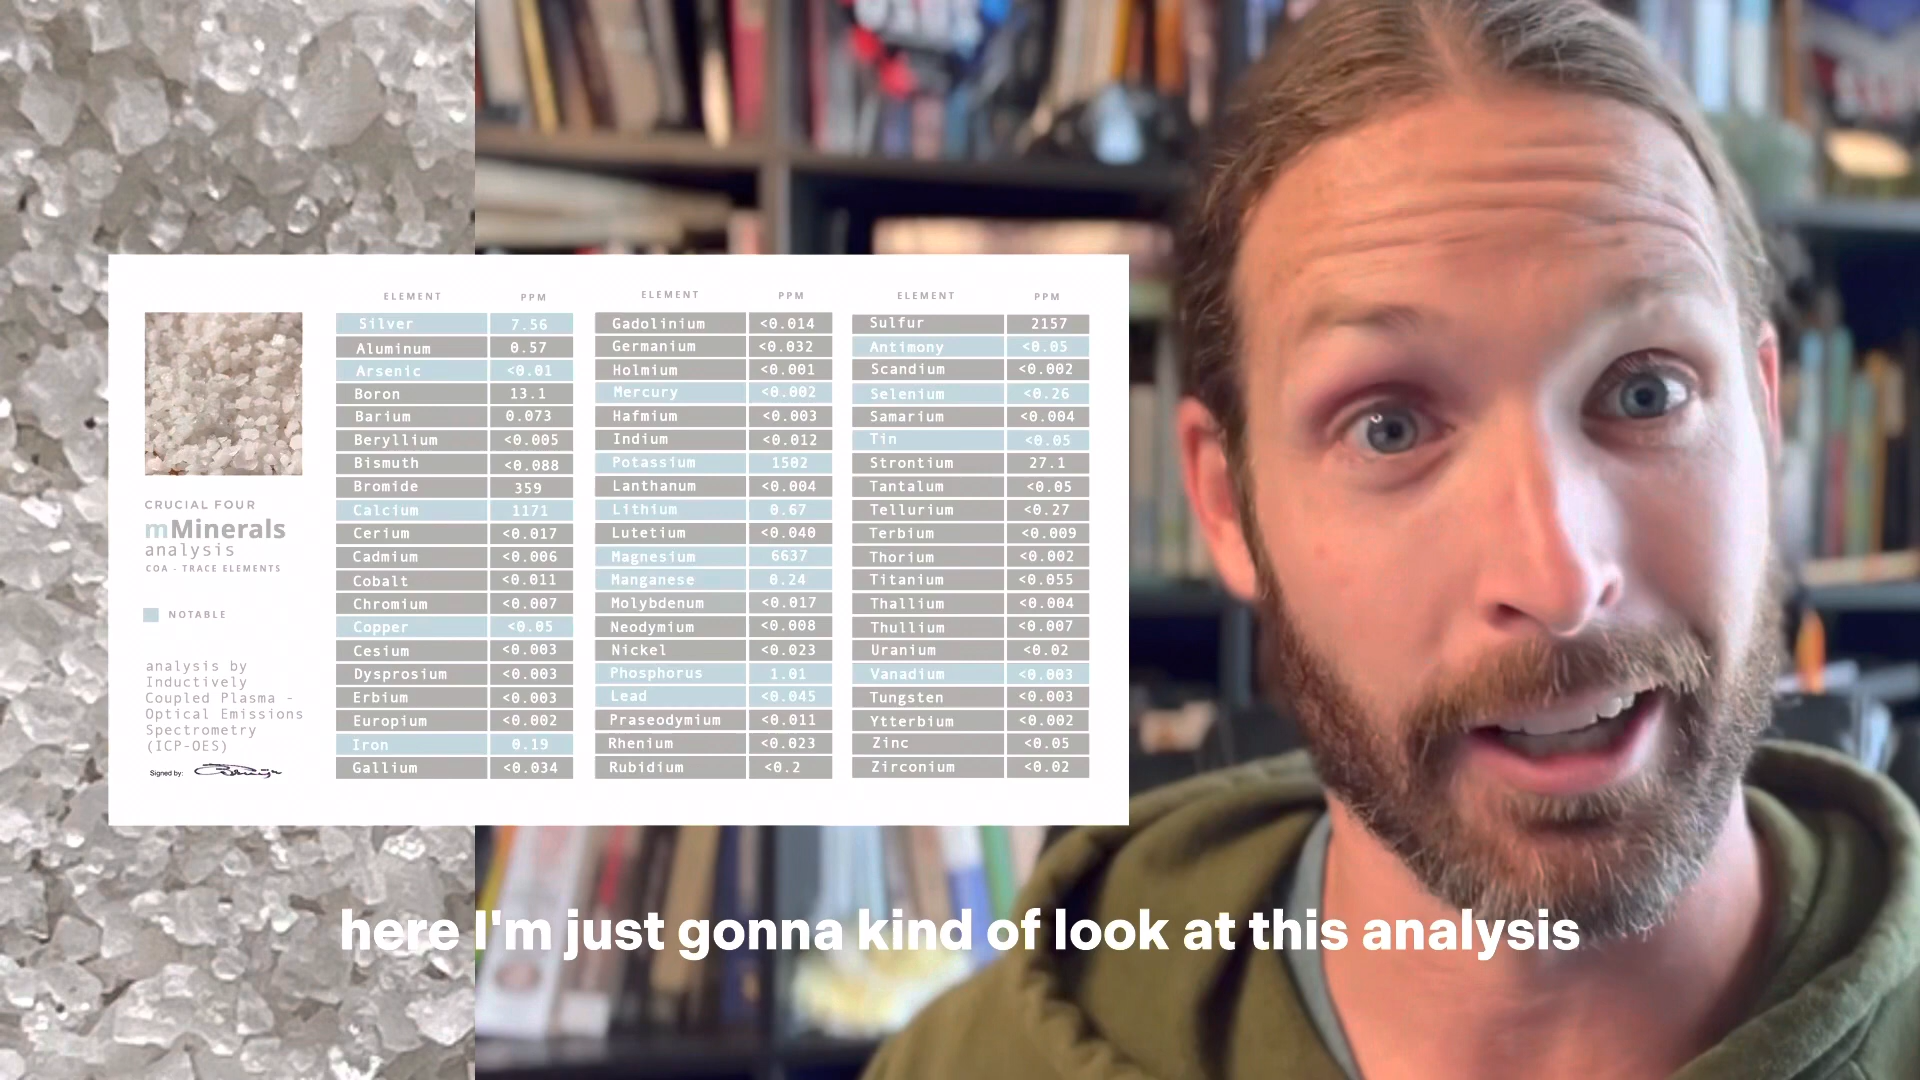 ELEMENT PPM
Silver 7.56
Aluminum 0.57
Arsenic <0.01
Boron 13.1
Barium 0.073
Beryllium <0.005
Bismuth <0.088
Bromide 359
Calcium 1171
Cerium <0.017
Cadmium <0.006
Cobalt <0.011
Chromium <0.007
Copper <0.05
Cesium <0.003
Dysprosium <0.003
Erbium <0.003
Europium <0.002
Iron 0.19
Gallium <0.034
ELEMENT PPM
Gadolinium <0.014
Germanium <0.032
Holmium <0.001
Mercury <0.002
Hafmium <0.003
Indium <0.012
Potassium 1502
Lanthanum <0.004
Lithium 0.67
Lutetium <0.040
Magnesium 6637
Manganese 0.24
Molybdenum <0.017
Neodymium <0.008
Nickel <0.023
Phosphorus 1.01
Lead <0.045
Praseodymium <0.011
Rhenium <0.023
Rubidium <0.2
ELEMENT PPM
Sulfur 2157
Antimony <0.05
Scandium <0.002
Selenium <0.26
Samarium <0.004
Tin <0.05
Strontium 27.1
Tantalum <0.05
Tellurium <0.27
Terbium <0.009
Thorium <0.002
Titanium <0.055
Thallium <0.004
Thullium <0.007
Uranium <0.02
Vanadium <0.003
Tungsten <0.003
Ytterbium <0.002
Zinc <0.05
Zirconium <0.02
CRUCIAL FOUR
mMinerals
analysis
COA - TRACE ELEMENTS
NOTABLE
analysis by
Inductively
Coupled Plasma -
Optical Emissions
Spectrometry
(ICP-OES)
Signed by:
here I'm just gonna kind of look at this analysis